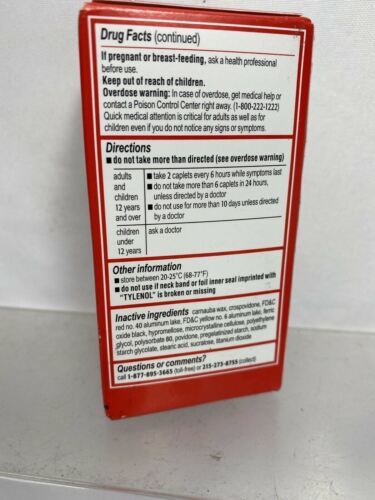 Drug Facts (continued)
If pregnant or breast-feeding, ask a health professional
before use.
Keep out of reach of children.
Overdose warning: In case of overdose, get medical help or
contact a Poison Control Center right away. (1-800-222-1222)
Quick medical attention is critical for adults as well as for
children even if you do not notice any signs or symptoms.
Directions
■ do not take more than directed (see overdose warning)
adults
and
children
12 years
and over
■ take 2 caplets every 6 hours while symptoms last
■ do not take more than 6 caplets in 24 hours,
unless directed by a doctor
■ do not use for more than 10 days unless directed
by a doctor
children
under
12 years
ask a doctor
Other information
■ store between 20-25°C (68-77°F)
■ do not use if neck band or foil inner seal imprinted with
"TYLENOL" is broken or missing
Inactive ingredients carnauba wax, crospovidone, FD&C
red no. 40 aluminum lake, FD&C yellow no. 6 aluminum lake, ferric
oxide black, hypromellose, microcrystalline cellulose, polyethylene
glycol, polysorbate 80, povidone, pregelatinized starch, sodium
starch glycolate, stearic acid, sucralose, titanium dioxide
Questions or comments?
call 1-877-895-3665 (toll-free) or 215-273-8755 (collect)